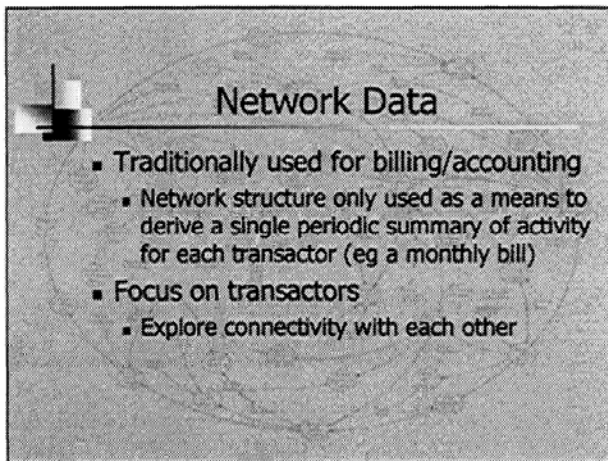 Network Data
▪ Traditionally used for billing/accounting
▪ Network structure only used as a means to
derive a single periodic summary of activity
for each transactor (eg a monthly bill)
▪ Focus on transactors
▪ Explore connectivity with each other